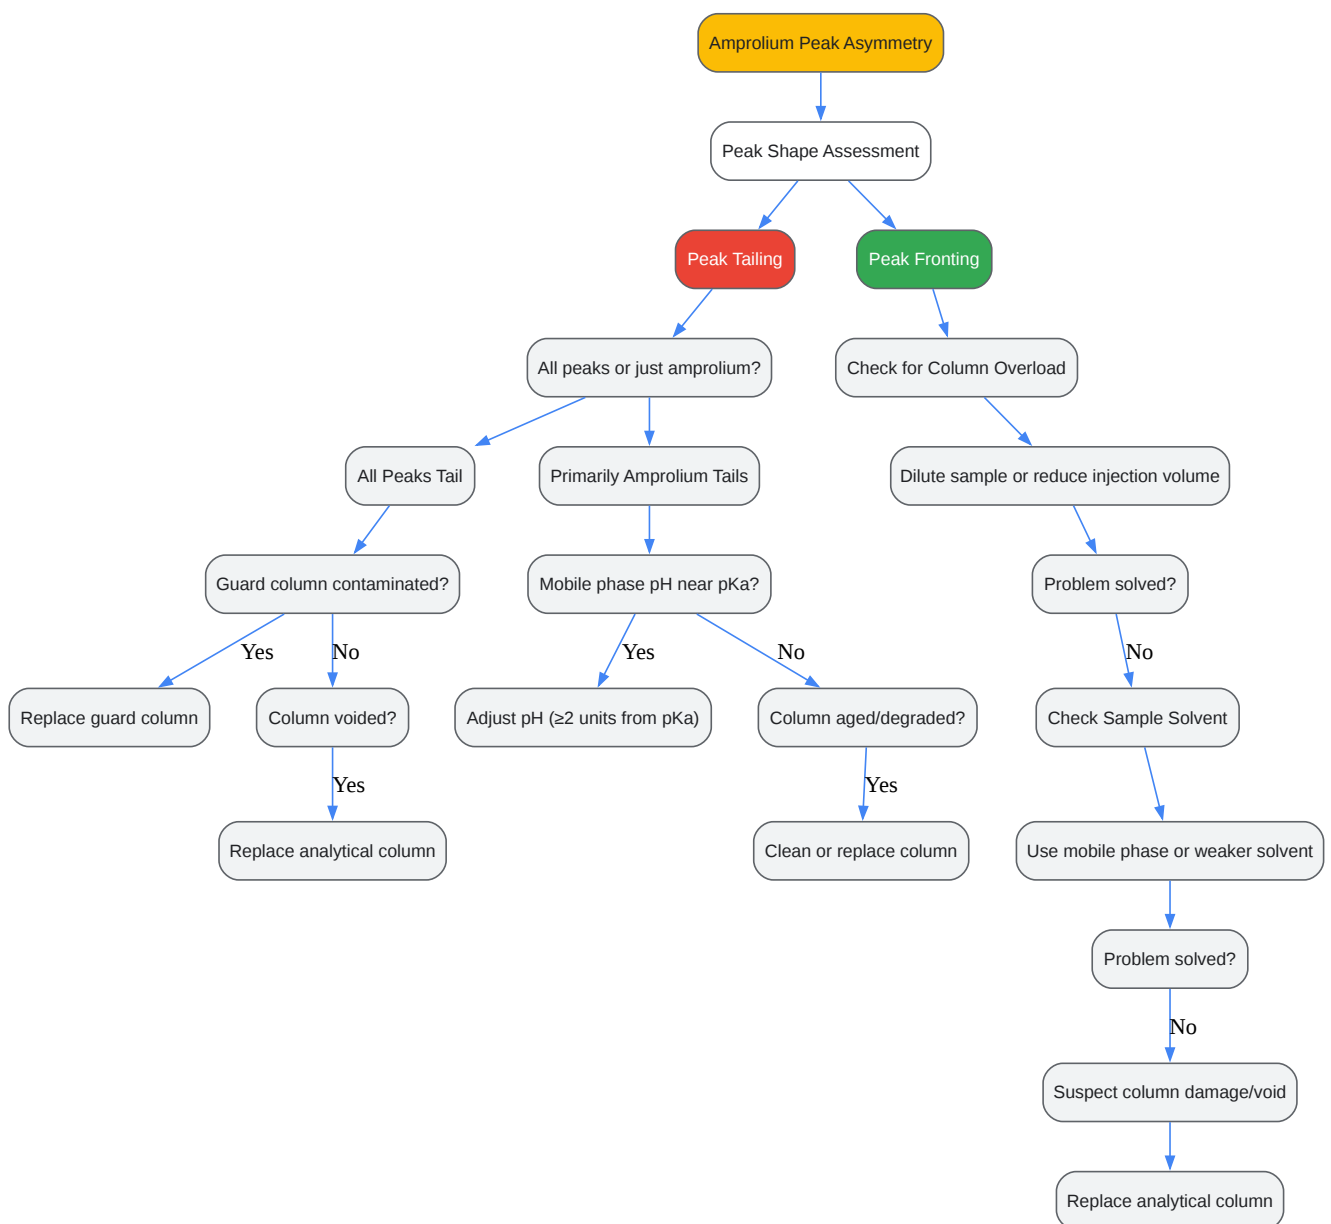 Amprolium Peak Asymmetry
Peak Shape Assessment
Peak Tailing
Peak Fronting
All peaks or just amprolium?
Check for Column Overload
All Peaks Tail
Primarily Amprolium Tails
Dilute sample or reduce injection volume
Guard column contaminated?
Mobile phase pH near pKa?
Problem solved?
Yes
No
Yes
No
No
Replace guard column
Column voided?
Adjust pH (≥2 units from pKa)
Column aged/degraded?
Check Sample Solvent
Yes
Yes
Replace analytical column
Clean or replace column
Use mobile phase or weaker solvent
Problem solved?
No
Suspect column damage/void
Replace analytical column